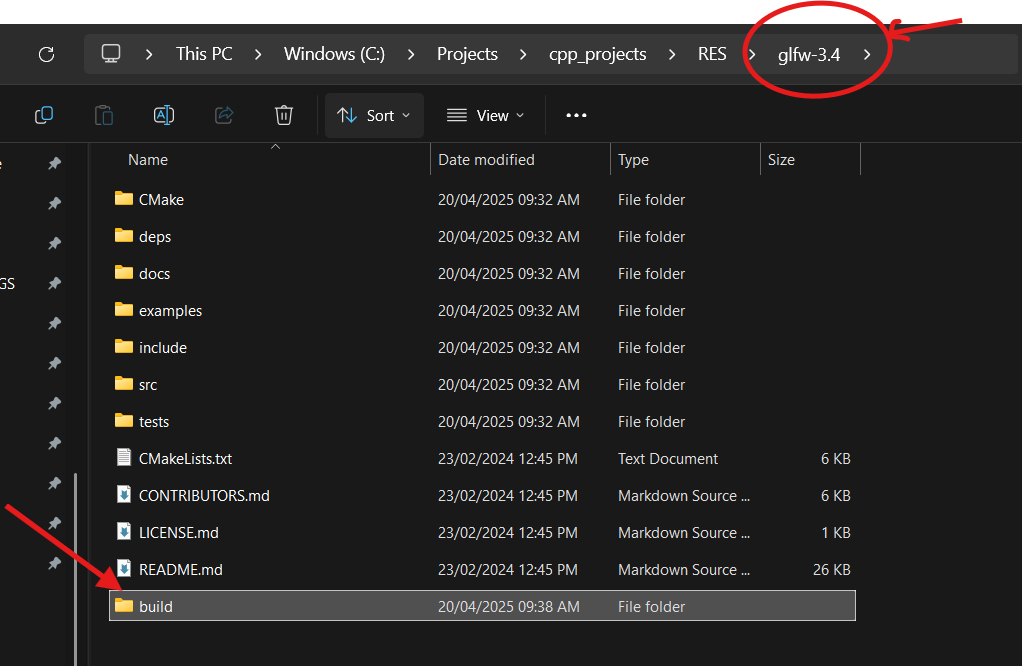 This PC > Windows (C:) > Projects > cpp_projects > RES > glfw-3.4 >
Sort View
Name Date modified Type Size
CMake 20/04/2025 09:32 AM File folder
deps 20/04/2025 09:32 AM File folder
GS docs 20/04/2025 09:32 AM File folder
examples 20/04/2025 09:32 AM File folder
include 20/04/2025 09:32 AM File folder
src 20/04/2025 09:32 AM File folder
tests 20/04/2025 09:32 AM File folder
CMakeLists.txt 23/02/2024 12:45 PM Text Document 6 KB
CONTRIBUTORS.md 23/02/2024 12:45 PM Markdown Source ... 6 KB
LICENSE.md 23/02/2024 12:45 PM Markdown Source ... 1 KB
README.md 23/02/2024 12:45 PM Markdown Source ... 26 KB
build 20/04/2025 09:38 AM File folder